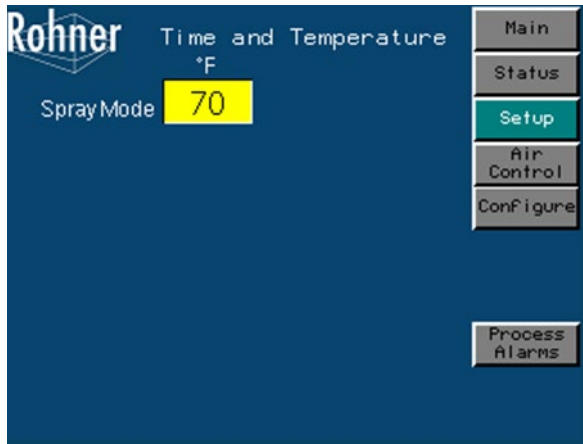 Rohner
Time and Temperature
°F
Spray Mode 70
Main
Status
Setup
Air
Control
Configure
Process
Alarms